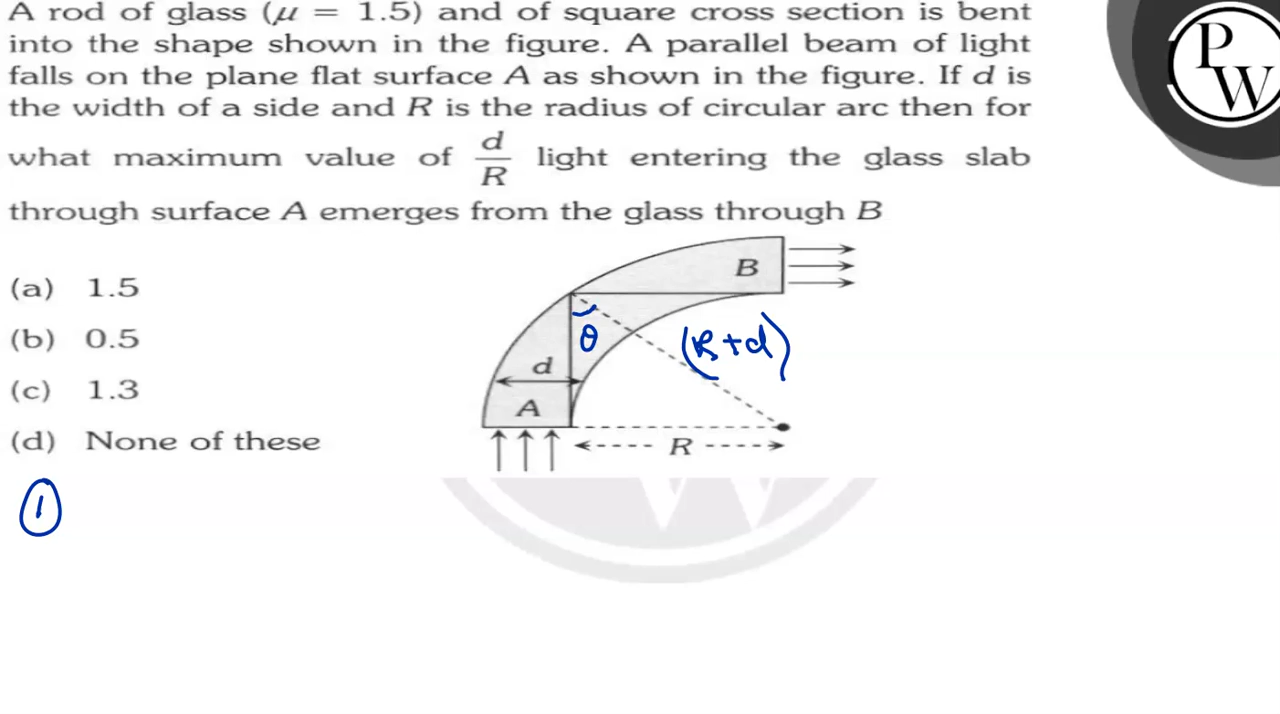 A rod of glass (μ = 1.5) and of square cross section is bent
into the shape shown in the figure. A parallel beam of light
falls on the plane flat surface A as shown in the figure. If d is
the width of a side and R is the radius of circular arc then for
what maximum value of d/R light entering the glass slab
through surface A emerges from the glass through B
(a) 1.5
(b) 0.5
(c) 1.3
(d) None of these
B
θ
(R+d)
d
A
R
①
P
W